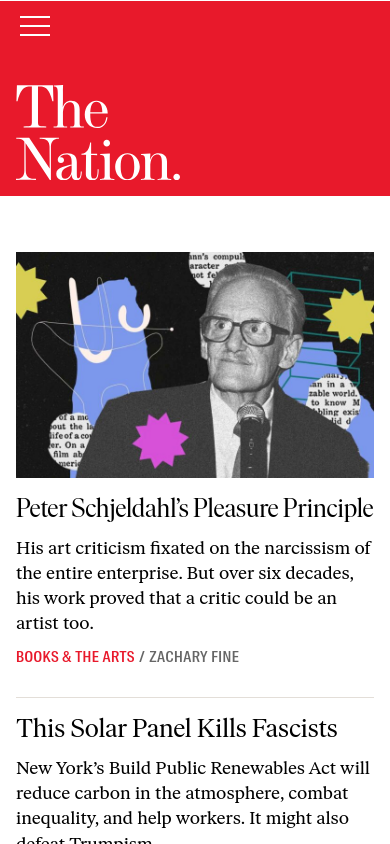 The
Nation.
Peter Schjeldahl's Pleasure Principle
His art criticism fixated on the narcissism of
the entire enterprise. But over six decades,
his work proved that a critic could be an
artist too.
BOOKS & THE ARTS / ZACHARY FINE
This Solar Panel Kills Fascists
New York's Build Public Renewables Act will
reduce carbon in the atmosphere, combat
inequality, and help workers. It might also
defeat Trumpism